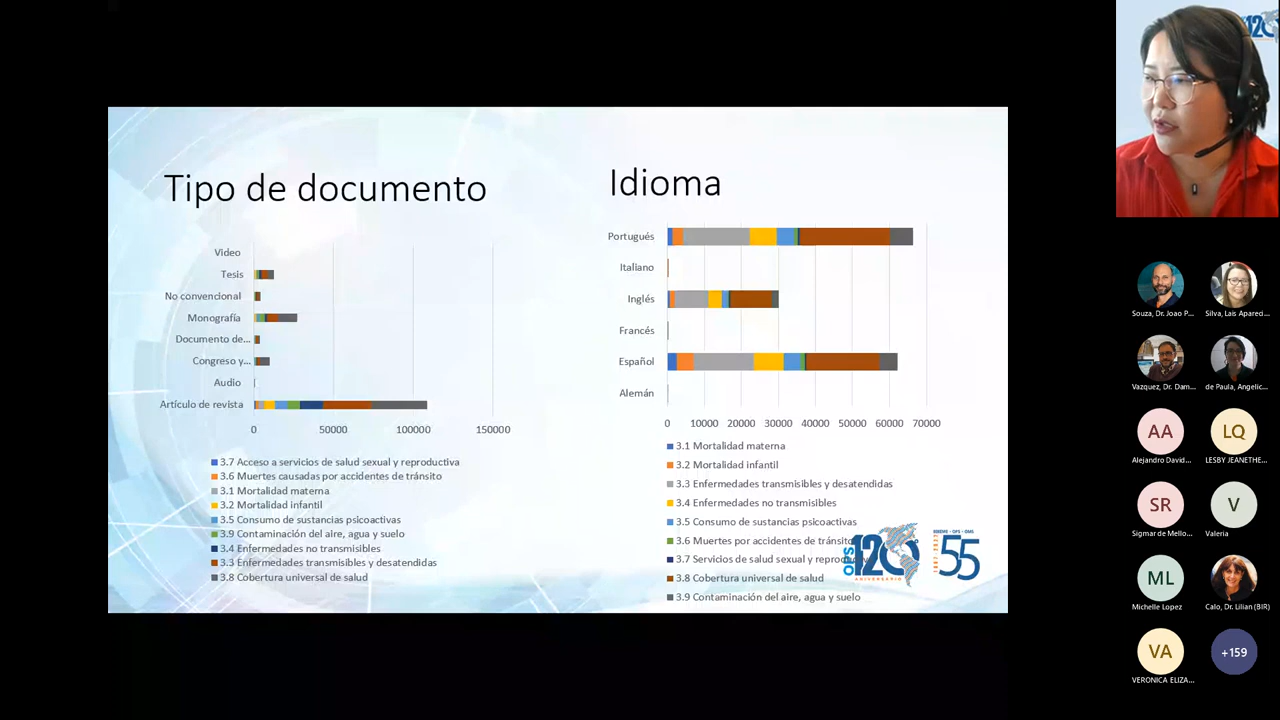 Tipo de documento
Video
Tesis
No convencional
Monografía
Documento de...
Congreso y...
Audio
Artículo de revista
0 50000 100000 150000
3.7 Acceso a servicios de salud sexual y reproductiva
3.6 Muertes causadas por accidentes de tránsito
3.1 Mortalidad materna
3.2 Mortalidad infantil
3.5 Consumo de sustancias psicoactivas
3.9 Contaminación del aire, agua y suelo
3.4 Enfermedades no transmisibles
3.3 Enfermedades transmisibles y desatendidas
3.8 Cobertura universal de salud
Idioma
Portugués
Italiano
Inglés
Francés
Español
Alemán
0 10000 20000 30000 40000 50000 60000 70000
3.1 Mortalidad materna
3.2 Mortalidad infantil
3.3 Enfermedades transmisibles y desatendidas
3.4 Enfermedades no transmisibles
3.5 Consumo de sustancias psicoactivas
3.6 Muertes por accidentes de tránsito
3.7 Servicios de salud sexual y
3.8 Cobertura universal de salud
3.9 Contaminación del aire, agua y suelo
OPS
120
ANIVERSARIO
BIREME • OPS • OMS
55
120
Souza, Dr. Joao P...
Silva, Lais Apareci...
Vazquez, Dr. Dam...
de Paula, Angelic...
AA
Alejandro David...
LQ
LESBY JEANETHE...
SR
Sigmar de Mello...
V
Valeria
ML
Michelle Lopez
Calo, Dr. Lilian (BIR)
VA
VERONICA ELIZA...
+159